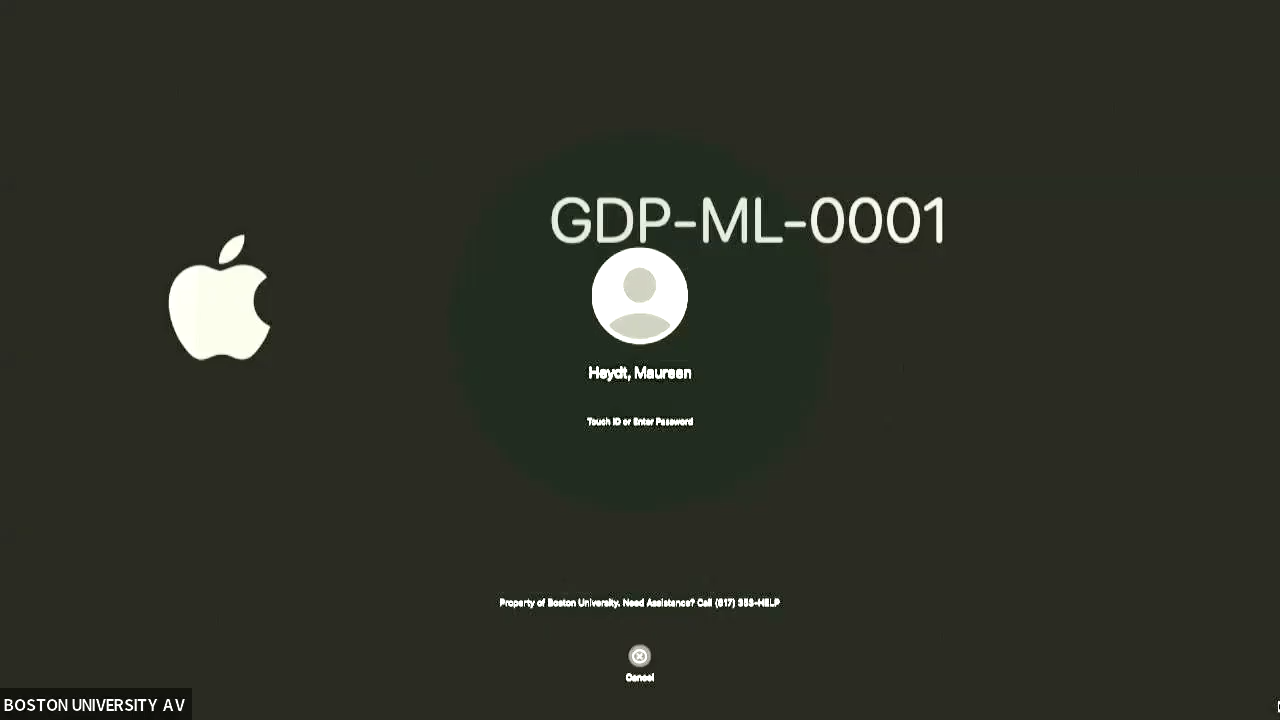 GDP-ML-0001
Heydt, Maureen
Touch ID or Enter Password
Property of Boston University. Need Assistance? Call (617) 353-HELP
Cancel
BOSTON UNIVERSITY AV